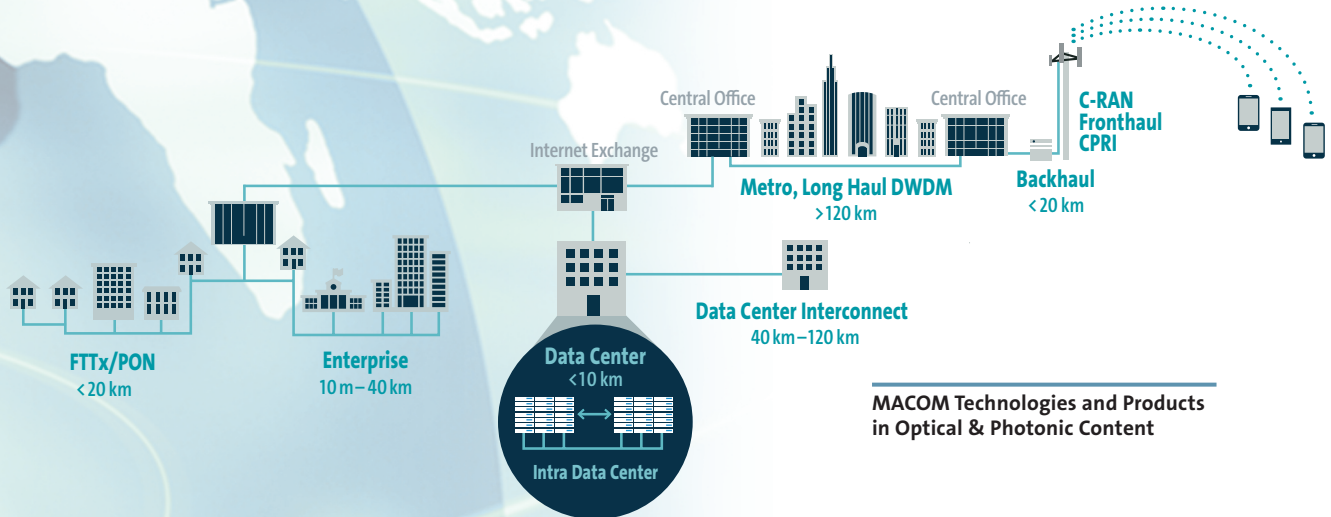 Central Office
Central Office
C-RAN
Fronthaul
CPRI
Internet Exchange
Metro, Long Haul DWDM
>120 km
Backhaul
<20 km
Data Center Interconnect
40 km–120 km
FTTx/PON
<20 km
Enterprise
10 m–40 km
Data Center
<10 km
Intra Data Center
MACOM Technologies and Products
in Optical & Photonic Content